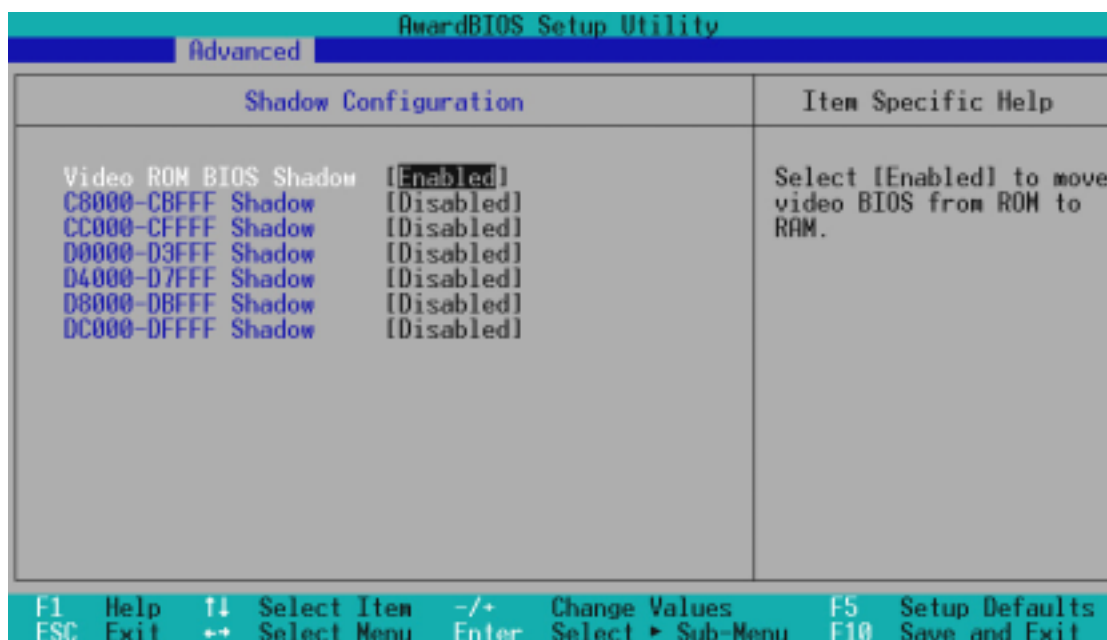 AwardBIOS Setup Utility
Advanced
Shadow Configuration
Item Specific Help
Video ROM BIOS Shadow [Enabled]
C8000-CBFFF Shadow [Disabled]
CC000-CFFFF Shadow [Disabled]
D0000-D3FFF Shadow [Disabled]
D4000-D7FFF Shadow [Disabled]
D8000-DBFFF Shadow [Disabled]
DC000-DFFFF Shadow [Disabled]
Select [Enabled] to move
video BIOS from ROM to
RAM.
F1 Help ↑↓ Select Item -/+ Change Values F5 Setup Defaults
ESC Exit ←→ Select Menu Enter Select ► Sub-Menu F10 Save and Exit